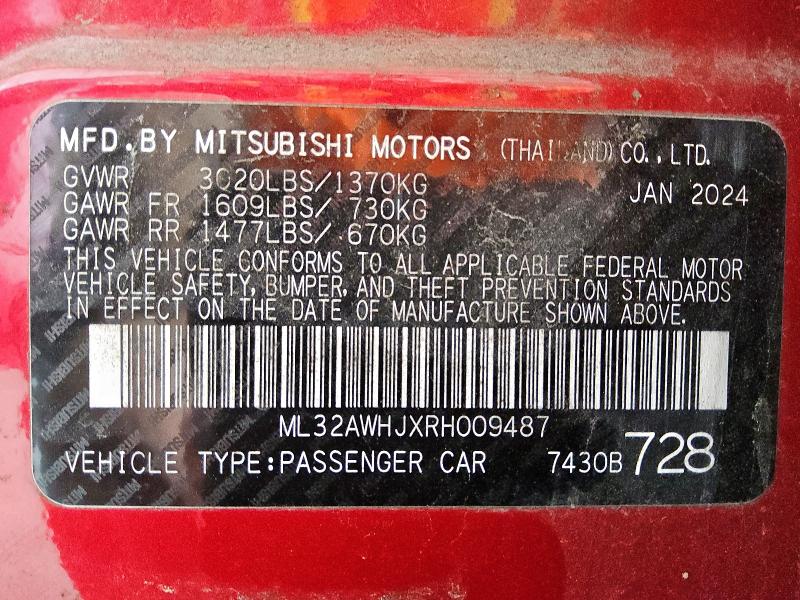 MFD.BY MITSUBISHI MOTORS (THAILAND) CO., LTD.
GVWR 3020LBS/1370KG JAN 2024
GAWR FR 1609LBS/ 730KG
GAWR RR 1477LBS/ 670KG
THIS VEHICLE CONFORMS TO ALL APPLICABLE FEDERAL MOTOR
VEHICLE SAFETY, BUMPER, AND THEFT PREVENTION STANDARDS
IN EFFECT ON THE DATE OF MANUFACTURE SHOWN ABOVE.
ML32AWHJXRH009487
VEHICLE TYPE:PASSENGER CAR 7430B728